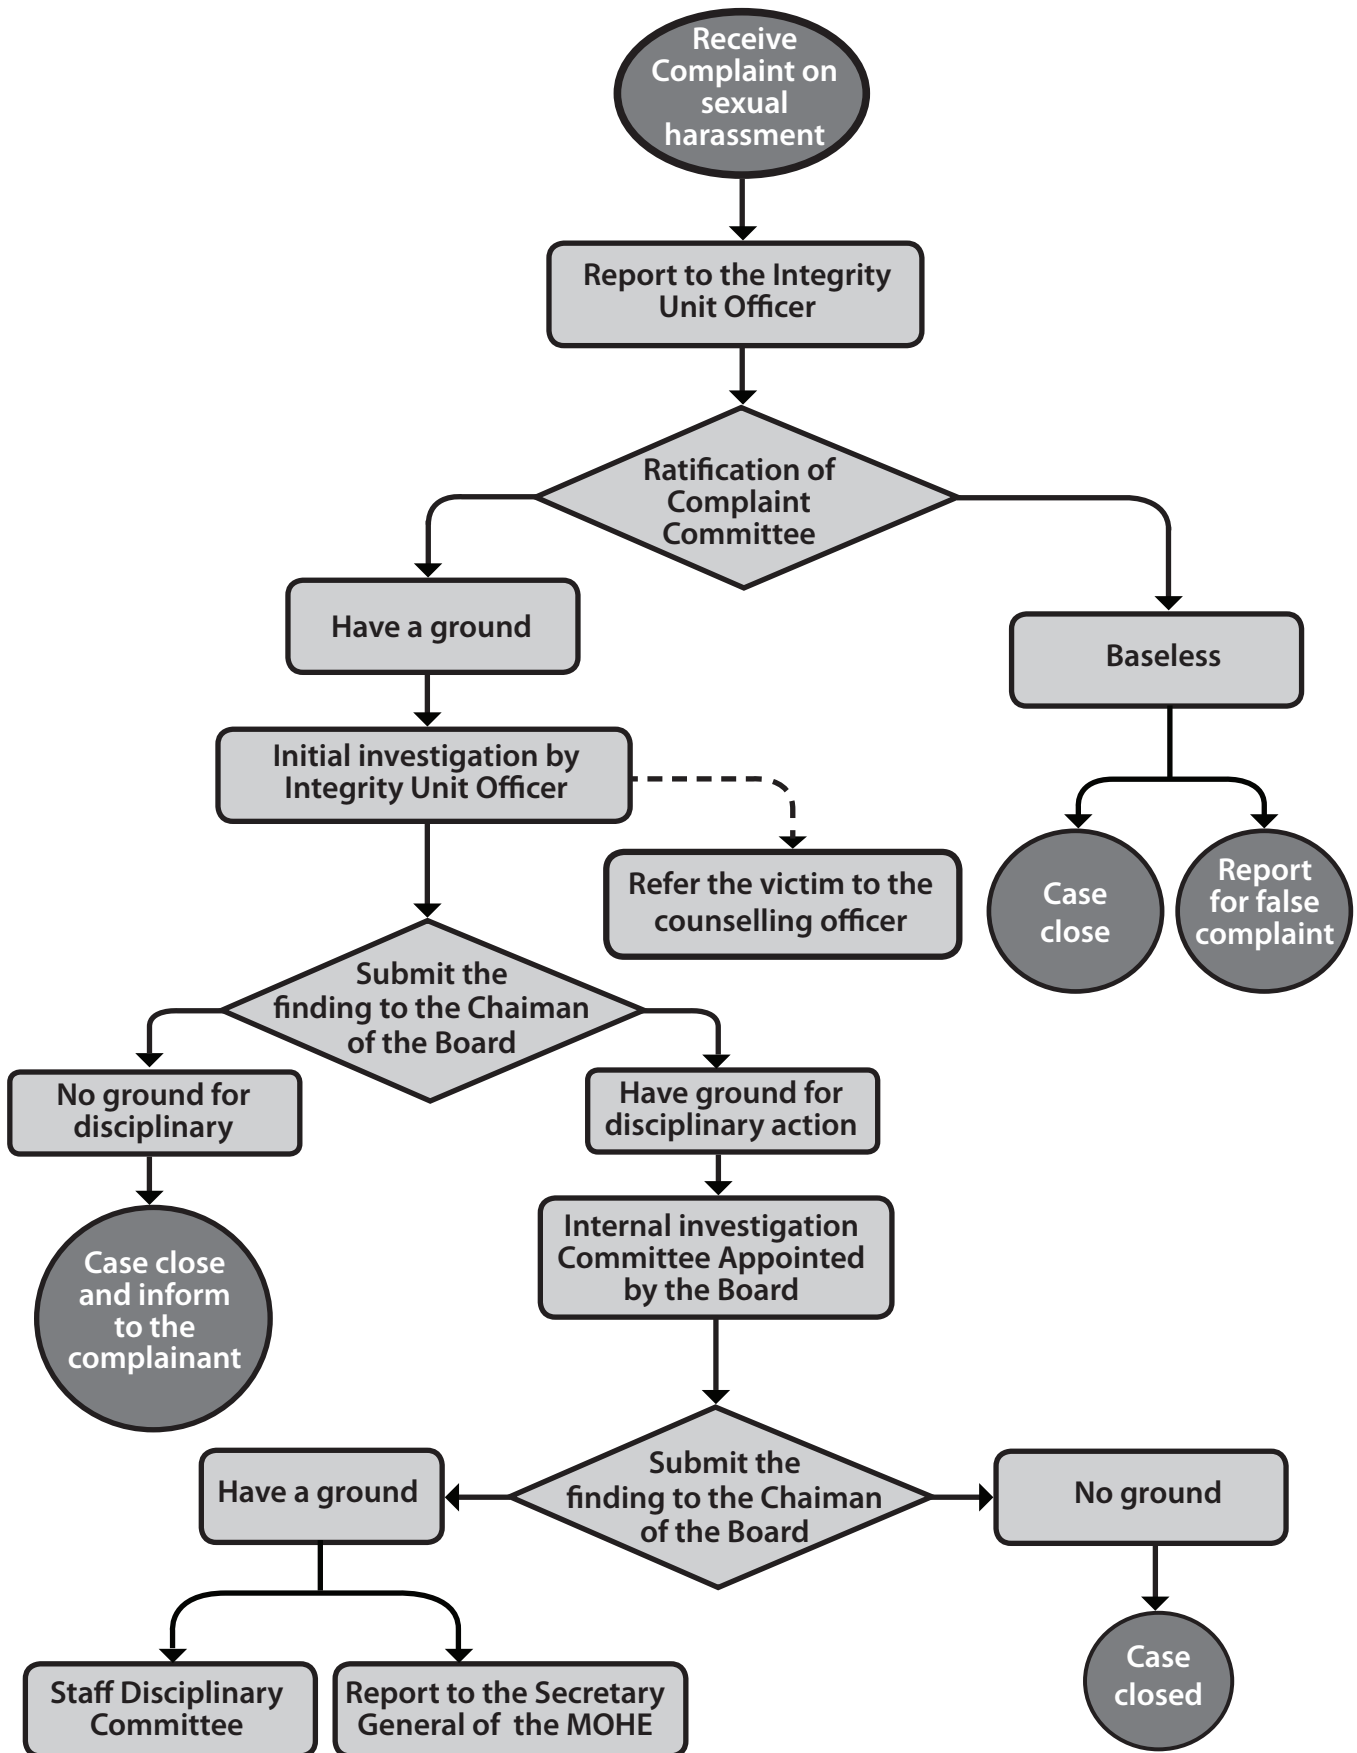 Receive
Complaint on
sexual
harassment
Report to the Integrity
Unit Officer
Ratification of
Complaint
Committee
Have a ground
Baseless
Initial investigation by
Integrity Unit Officer
Refer the victim to the
counselling officer
Case
close
Report
for false
complaint
Submit the
finding to the Chaiman
of the Board
No ground for
disciplinary
Have ground for
disciplinary action
Case close
and inform
to the
complainant
Internal investigation
Committee Appointed
by the Board
Submit the
finding to the Chaiman
of the Board
Have a ground
No ground
Staff Disciplinary
Committee
Report to the Secretary
General of the MOHE
Case
closed